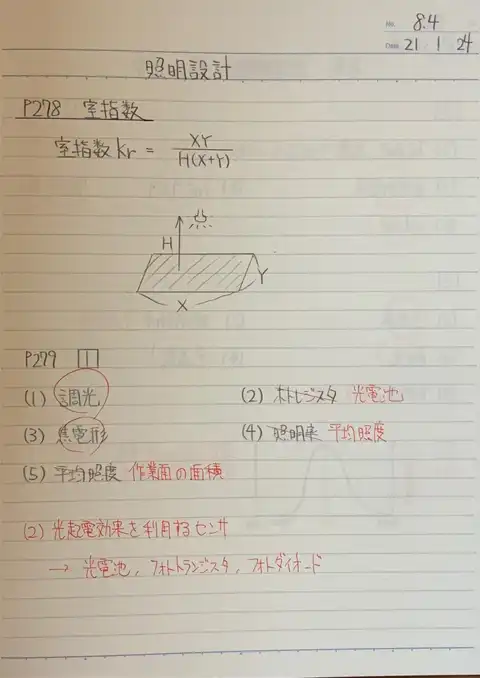 No. 8.4
Date 21 1 24
照明設計
P278 室指数
室指数 kr = XY / H(X+Y)
点
H
Y
X
P279 1
(1) 調光 (2) ホトレジスタ 光電池
(3) 焦電形 (4) 照明率 平均照度
(5) 平均照度 作業面の面積
(2) 光起電効果を利用するセンサ
→ 光電池, フォトトランジスタ, フォトダイオード